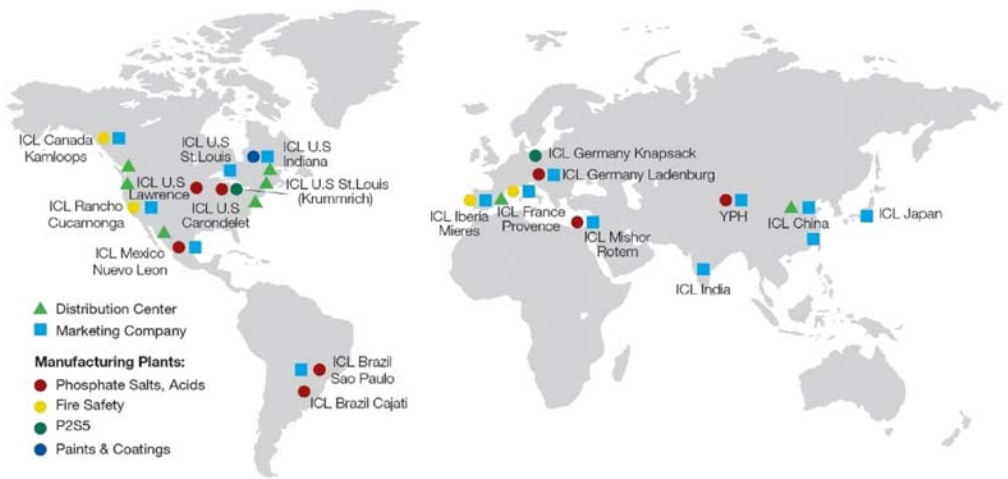 ICL Canada
Kamloops
ICL U.S
St.Louis
ICL U.S
Indiana
ICL U.S
Lawrence
ICL U.S St.Louis
(Krummrich)
ICL Rancho
Cucamonga
ICL U.S
Carondelet
ICL Mexico
Nuevo Leon
ICL Germany Knapsack
ICL Germany Ladenburg
ICL Iberia
Mieres
ICL France
Provence
ICL Mishor
Rotem
YPH
ICL China
ICL Japan
ICL India
ICL Brazil
Sao Paulo
ICL Brazil Cajati
Distribution Center
Marketing Company
Manufacturing Plants:
Phosphate Salts, Acids
Fire Safety
P2S5
Paints & Coatings